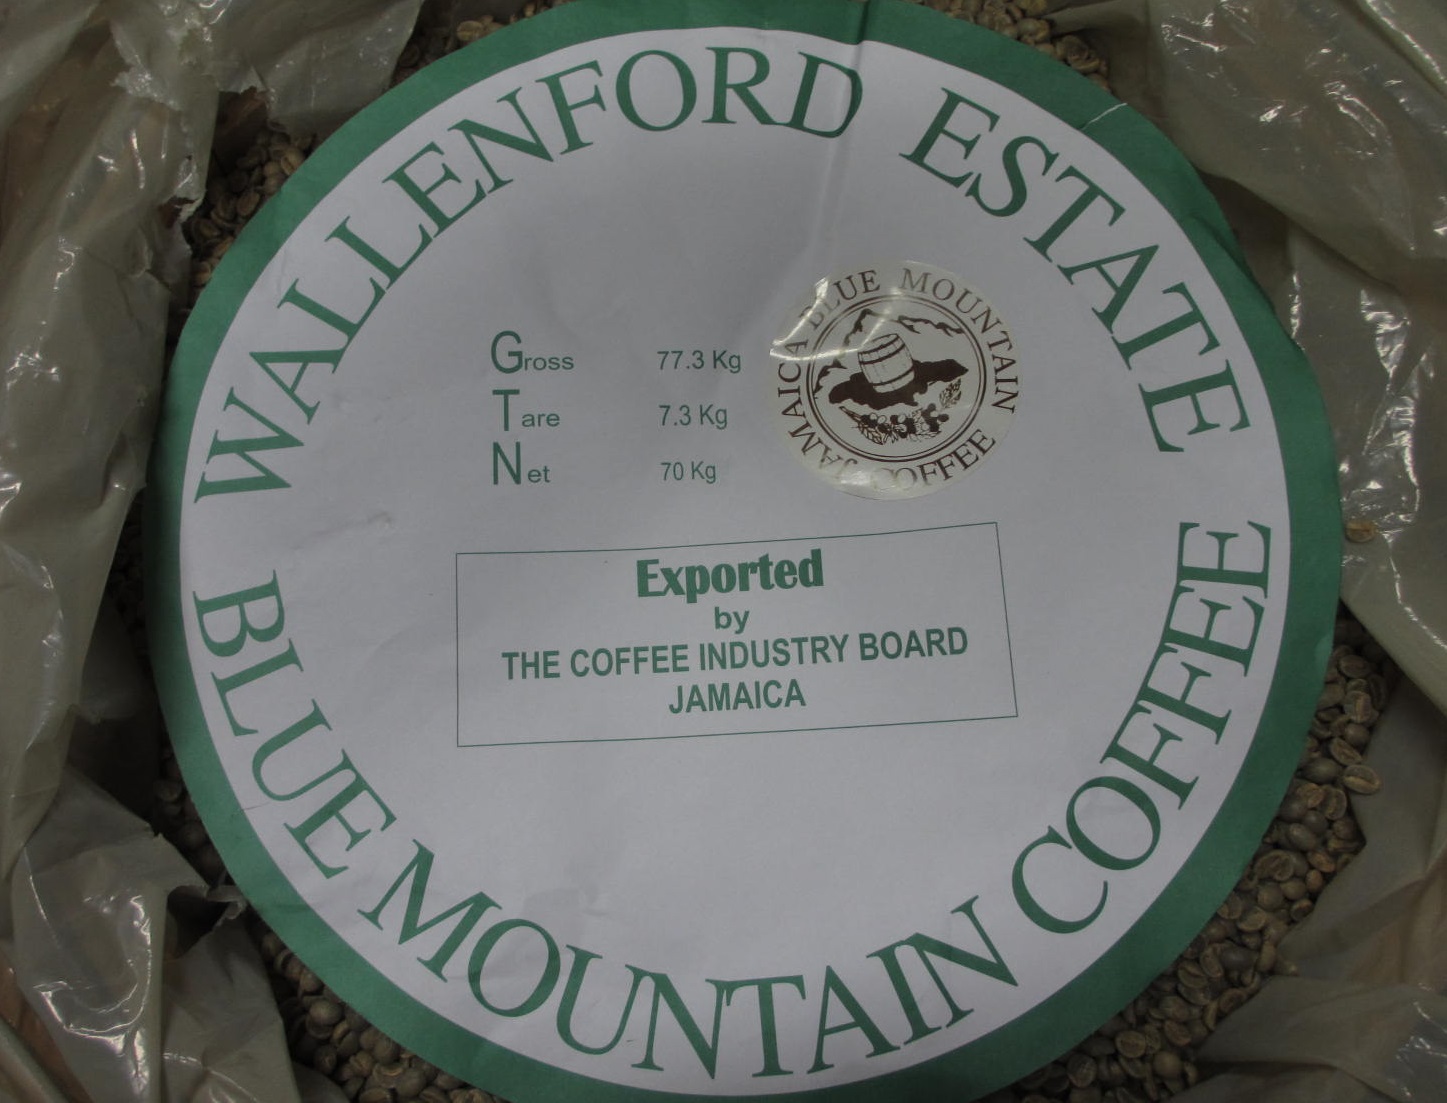 WALLENFORD ESTATE
Gross 77.3 Kg
Tare 7.3 Kg
Net 70 Kg
JAMAICA BLUE MOUNTAIN
JAMAICA COFFEE
Exported
by
THE COFFEE INDUSTRY BOARD
JAMAICA
BLUE MOUNTAIN COFFEE